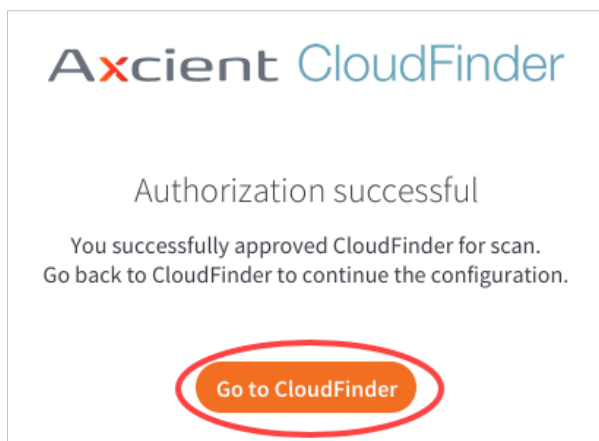 Axcient CloudFinder
Authorization successful
You successfully approved CloudFinder for scan.
Go back to CloudFinder to continue the configuration.
Go to CloudFinder